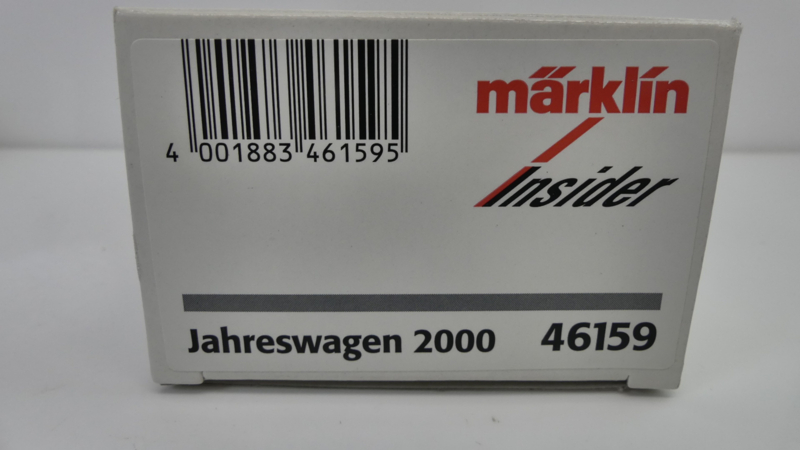 4 001883 461595
märklin
Insider
Jahreswagen 2000 46159